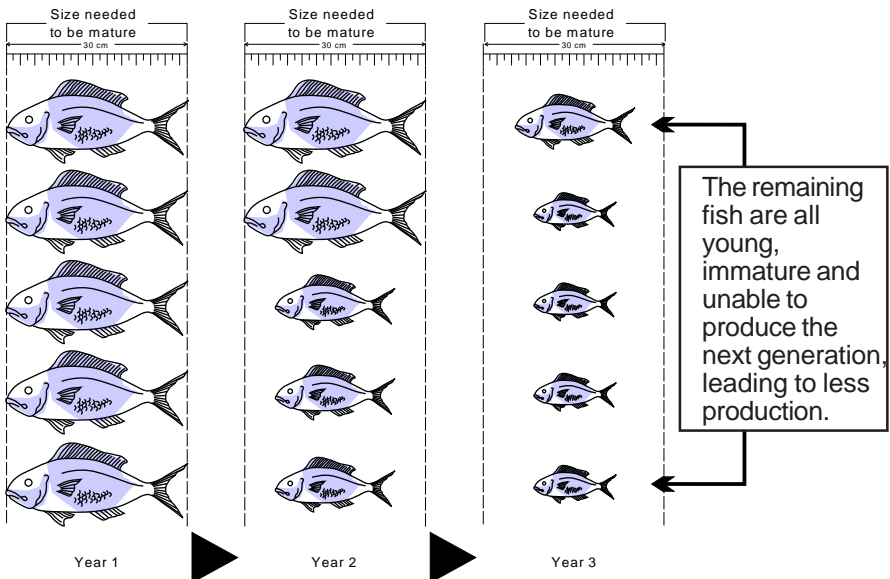 Size needed
to be mature
30 cm
Size needed
to be mature
30 cm
Size needed
to be mature
30 cm
The remaining
fish are all
young,
immature and
unable to
produce the
next generation,
leading to less
production.
Year 1
Year 2
Year 3